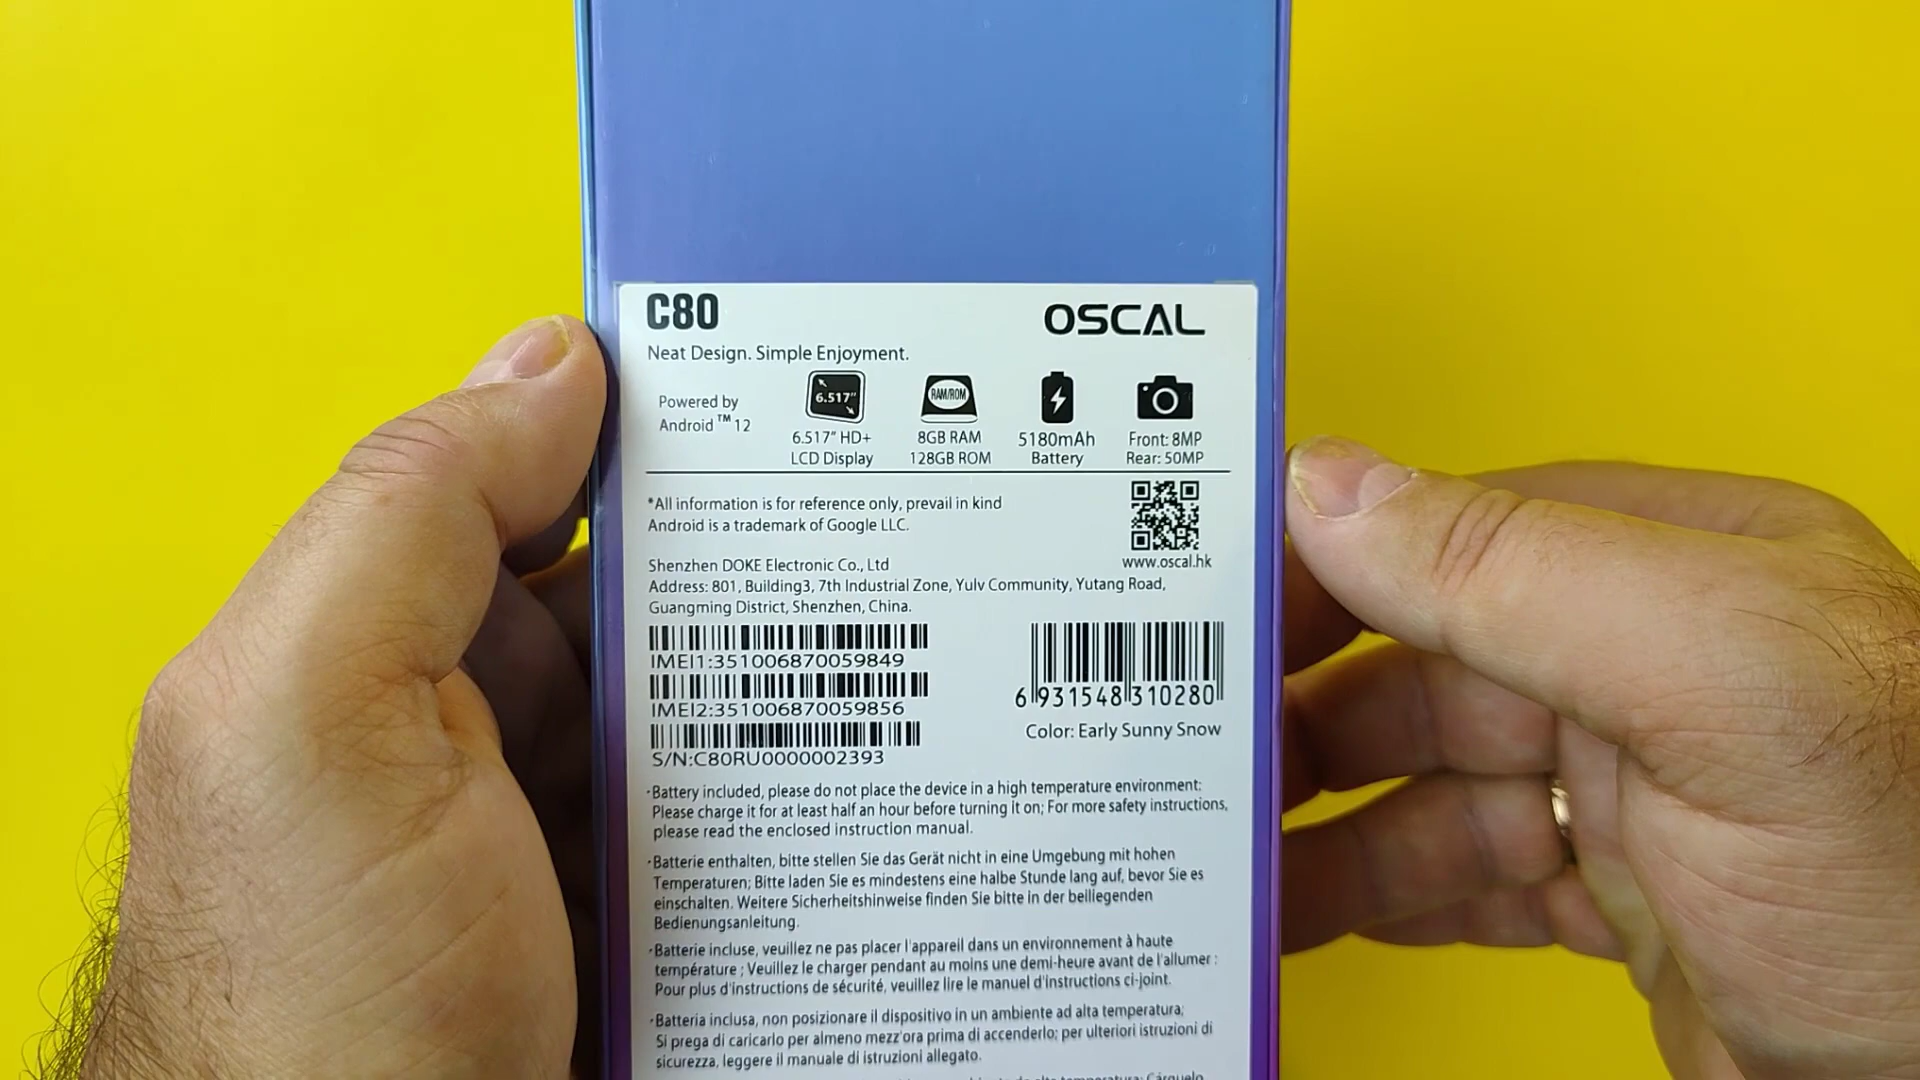 C80
OSCAL
Neat Design. Simple Enjoyment.
Powered by
Android™ 12
6.517"
6.517" HD+
LCD Display
RAM/ROM
8GB RAM
128GB ROM
5180mAh
Battery
Front: 8MP
Rear: 50MP
*All information is for reference only, prevail in kind
Android is a trademark of Google LLC.
www.oscal.hk
Shenzhen DOKE Electronic Co., Ltd
Address: 801, Building3, 7th Industrial Zone, Yulv Community, Yutang Road,
Guangming District, Shenzhen, China.
IMEI1:351006870059849
IMEI2:351006870059856
S/N:C80RU0000002393
6 931548 310280
Color: Early Sunny Snow
·Battery included, please do not place the device in a high temperature environment:
Please charge it for at least half an hour before turning it on; For more safety instructions,
please read the enclosed instruction manual.
·Batterie enthalten, bitte stellen Sie das Gerät nicht in eine Umgebung mit hohen
Temperaturen; Bitte laden Sie es mindestens eine halbe Stunde lang auf, bevor Sie es
einschalten. Weitere Sicherheitshinweise finden Sie bitte in der beiliegenden
Bedienungsanleitung.
·Batterie incluse, veuillez ne pas placer l'appareil dans un environnement à haute
température ; Veuillez le charger pendant au moins une demi-heure avant de l'allumer :
Pour plus d'instructions de sécurité, veuillez lire le manuel d'instructions ci-joint.
·Batteria inclusa, non posizionare il dispositivo in un ambiente ad alta temperatura;
Si prega di caricarlo per almeno mezz'ora prima di accenderlo; per ulteriori istruzioni di
sicurezza, leggere il manuale di istruzioni allegato.
temperatura: Cárguelo